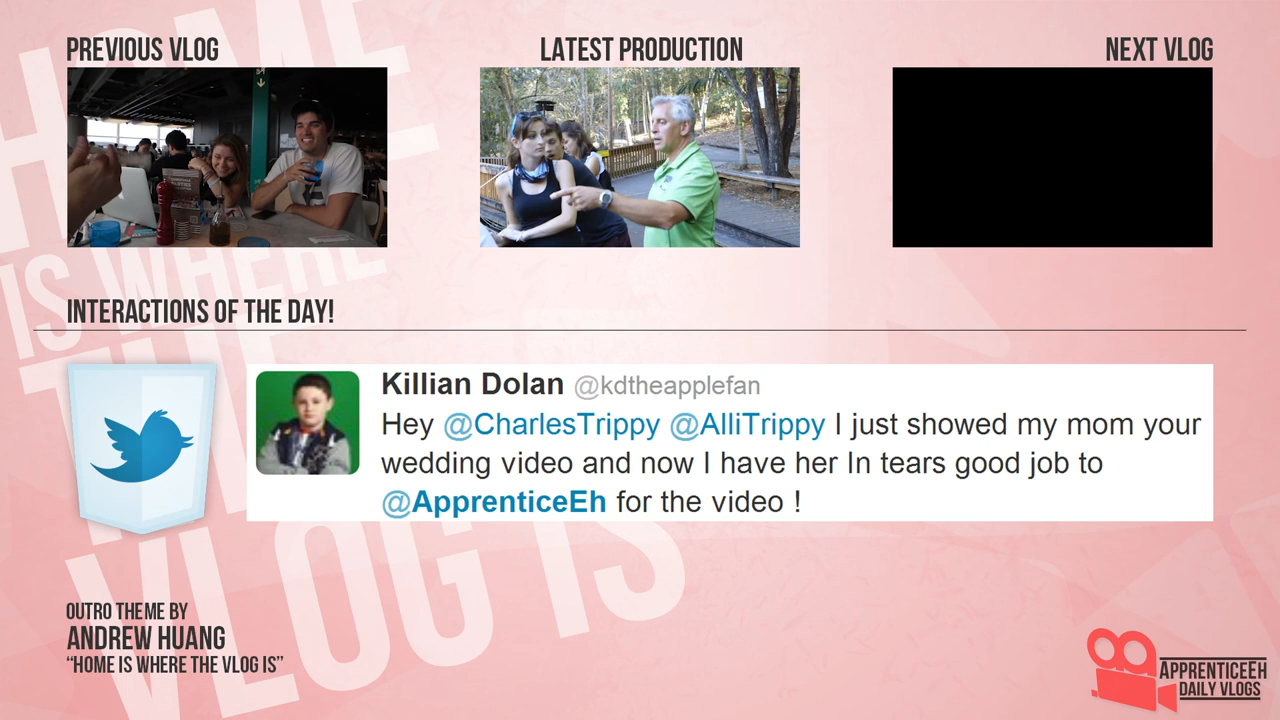 PREVIOUS VLOG
LATEST PRODUCTION
NEXT VLOG
HOME
IS WHERE
THE
VLOG IS
INTERACTIONS OF THE DAY!
Killian Dolan @kdtheapplefan
Hey @CharlesTrippy @AlliTrippy I just showed my mom your
wedding video and now I have her In tears good job to
@ApprenticeEh for the video !
OUTRO THEME BY
ANDREW HUANG
“HOME IS WHERE THE VLOG IS”
APPRENTICEEH
DAILY VLOGS